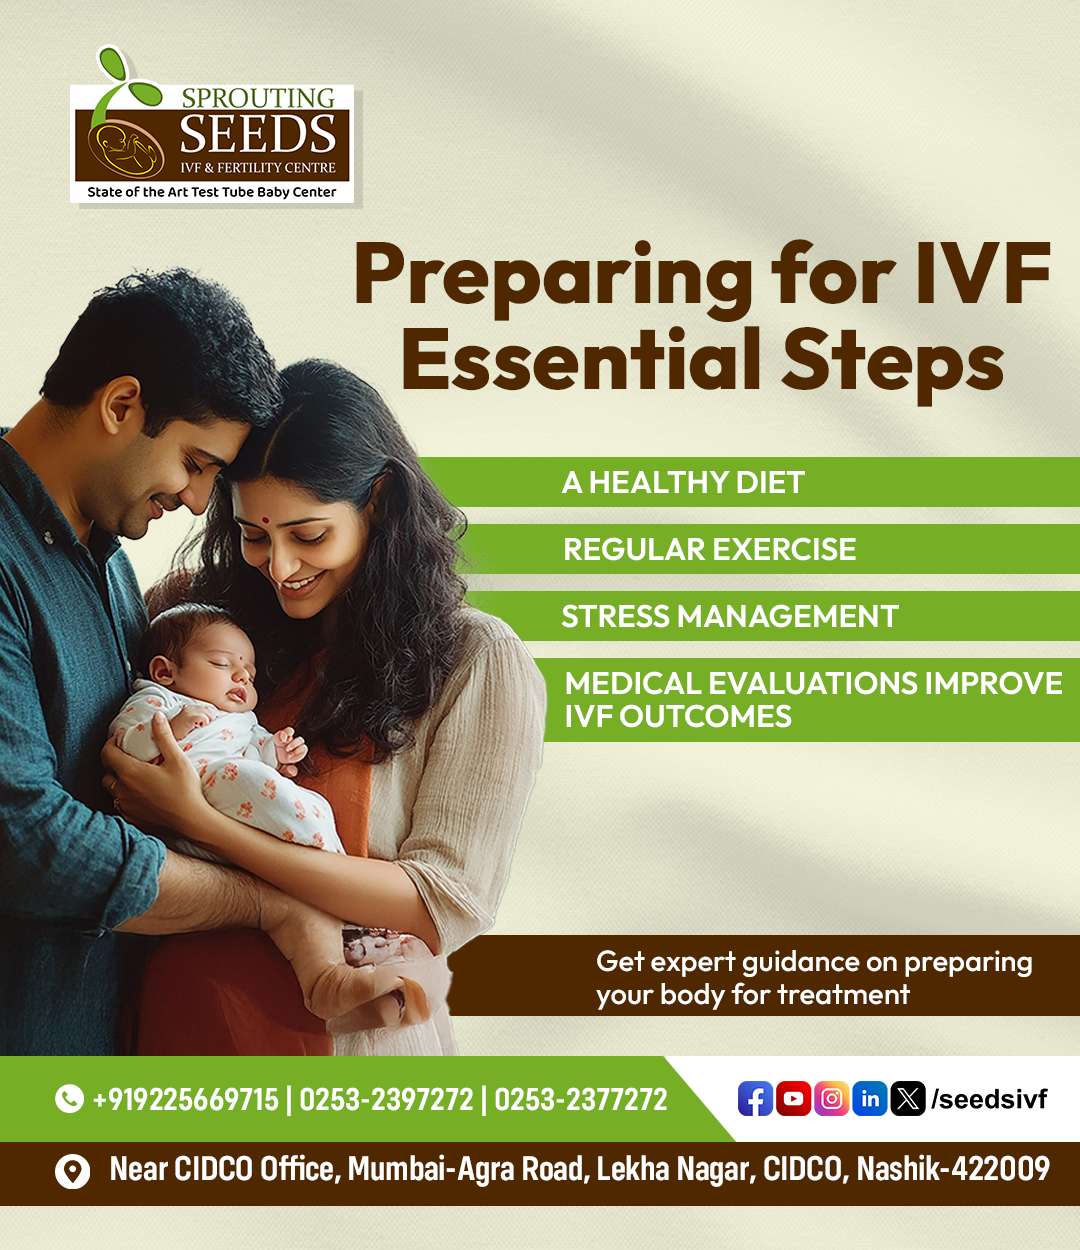 SPROUTING
SEEDS
IVF & FERTILITY CENTRE
State of the Art Test Tube Baby Center
Preparing for IVF
Essential Steps
A HEALTHY DIET
REGULAR EXERCISE
STRESS MANAGEMENT
MEDICAL EVALUATIONS IMPROVE
IVF OUTCOMES
Get expert guidance on preparing
your body for treatment
+919225669715 | 0253-2397272 | 0253-2377272
/seedsivf
Near CIDCO Office, Mumbai-Agra Road, Lekha Nagar, CIDCO, Nashik-422009